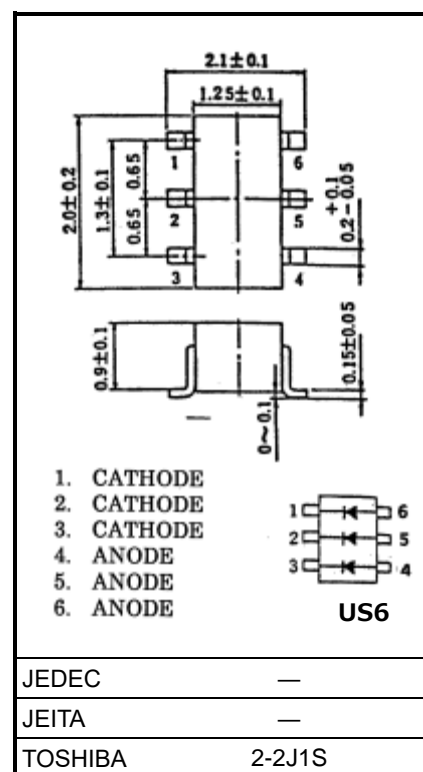 2.1±0.1
1.25±0.1
1
6
2
5
3
4
2.0±0.2
1.3±0.1
0.65
0.65
+0.1
0.2-0.05
0.9±0.1
0.15±0.05
0~0.1
1. CATHODE
2. CATHODE
3. CATHODE
4. ANODE
5. ANODE
6. ANODE
1
6
2
5
3
4
US6
JEDEC —
JEITA —
TOSHIBA 2-2J1S